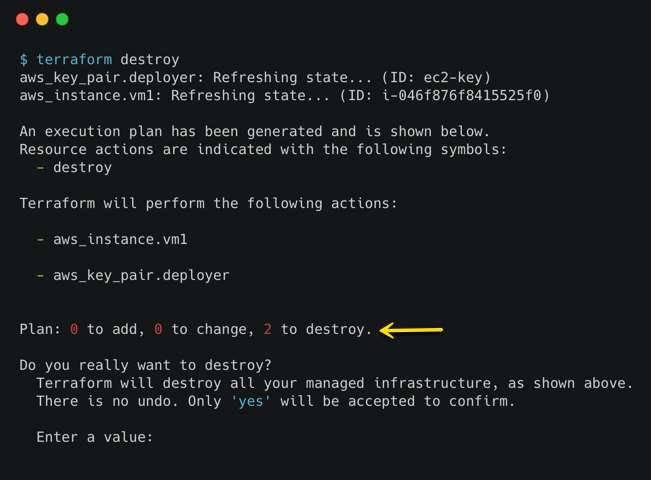 $ terraform destroy
aws_key_pair.deployer: Refreshing state... (ID: ec2-key)
aws_instance.vm1: Refreshing state... (ID: i-046f876f8415525f0)
An execution plan has been generated and is shown below.
Resource actions are indicated with the following symbols:
- destroy
Terraform will perform the following actions:
- aws_instance.vm1
- aws_key_pair.deployer
Plan: 0 to add, 0 to change, 2 to destroy.
Do you really want to destroy?
Terraform will destroy all your managed infrastructure, as shown above.
There is no undo. Only 'yes' will be accepted to confirm.
Enter a value: